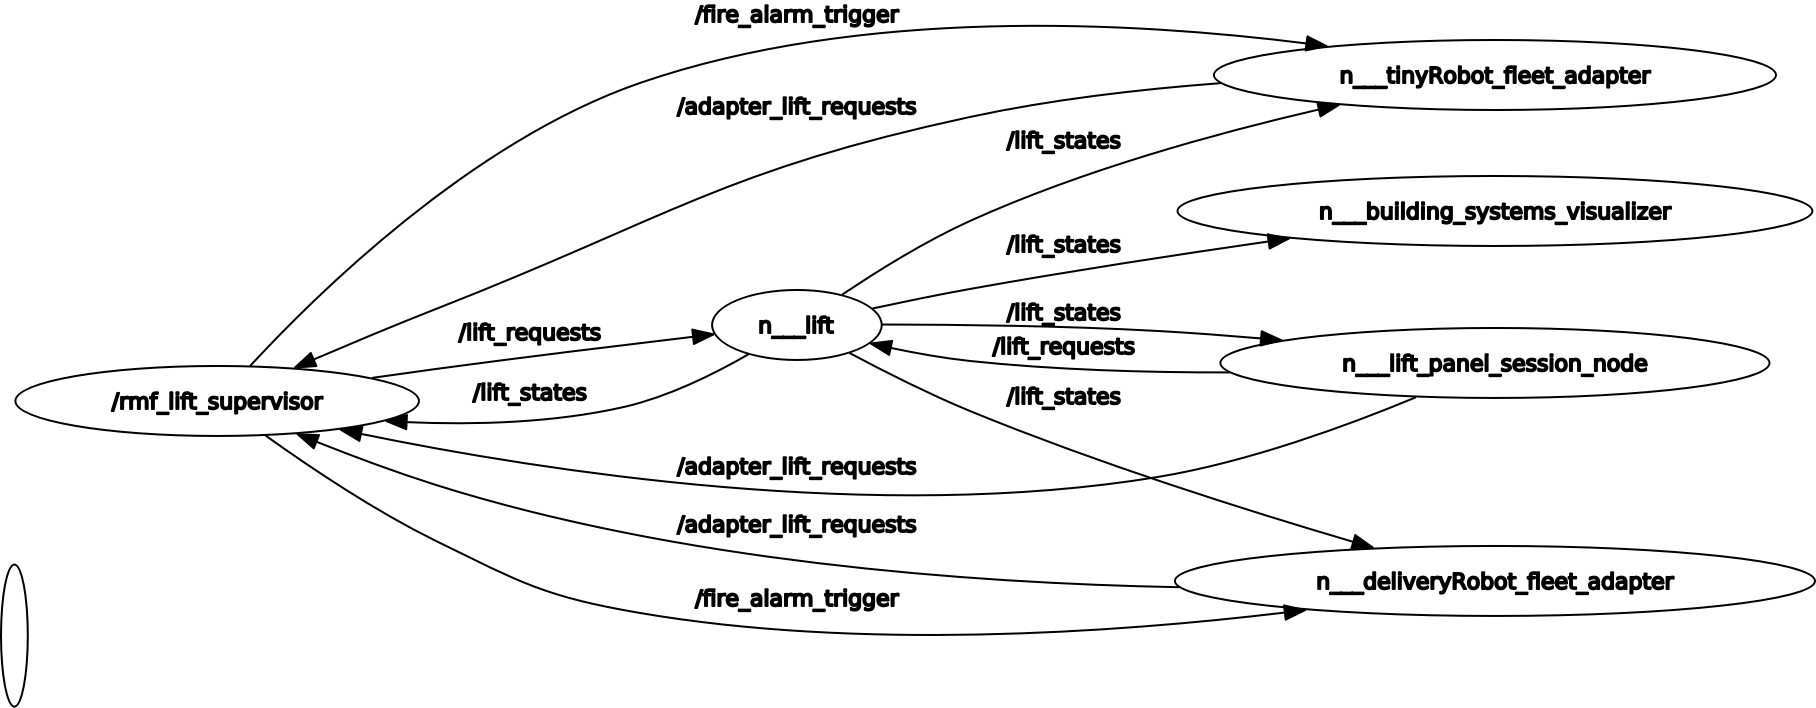 /fire_alarm_trigger
n___tinyRobot_fleet_adapter
/adapter_lift_requests
/lift_states
n___building_systems_visualizer
/lift_states
/lift_states
n___lift
/lift_requests
/lift_requests
n___lift_panel_session_node
/lift_states
/lift_states
/rmf_lift_supervisor
/adapter_lift_requests
/adapter_lift_requests
n___deliveryRobot_fleet_adapter
/fire_alarm_trigger